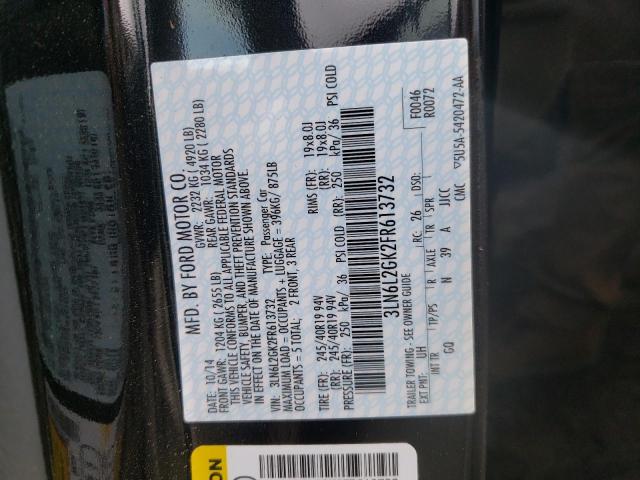 MFD. BY FORD MOTOR CO.
DATE: 10/14 GVWR: 2232 KG ( 4920 LB)
FRONT GAWR: 1204 KG ( 2655 LB) REAR GAWR: 1034 KG ( 2280 LB)
THIS VEHICLE CONFORMS TO ALL APPLICABLE FEDERAL MOTOR
VEHICLE SAFETY, BUMPER, AND THEFT PREVENTION STANDARDS
IN EFFECT ON THE DATE OF MANUFACTURE SHOWN ABOVE.
VIN: 3LN6L2GK2FR613732 TYPE: Passenger Car
MAXIMUM LOAD = OCCUPANTS + LUGGAGE = 396KG/ 875LB
OCCUPANTS = 5 TOTAL: 2 FRONT, 3 REAR
TIRE (FR): 245/40R19 94V RIMS (FR): 19x8.0J
(RR): 245/40R19 94V (RR): 19x8.0J
PRESSURE (FR): 250 kPa/ 36 PSI COLD (RR): 250 kPa/ 36 PSI COLD
3LN6L2GK2FR613732
TRAILER TOWING - SEE OWNER GUIDE F0046
EXT PNT: UH RC: 26 DSO: R0072
INT TR TP/PS R AXLE TR SPR
GQ N 39 A JJCC
CMC
▽5U5A-5420472-AA
ON